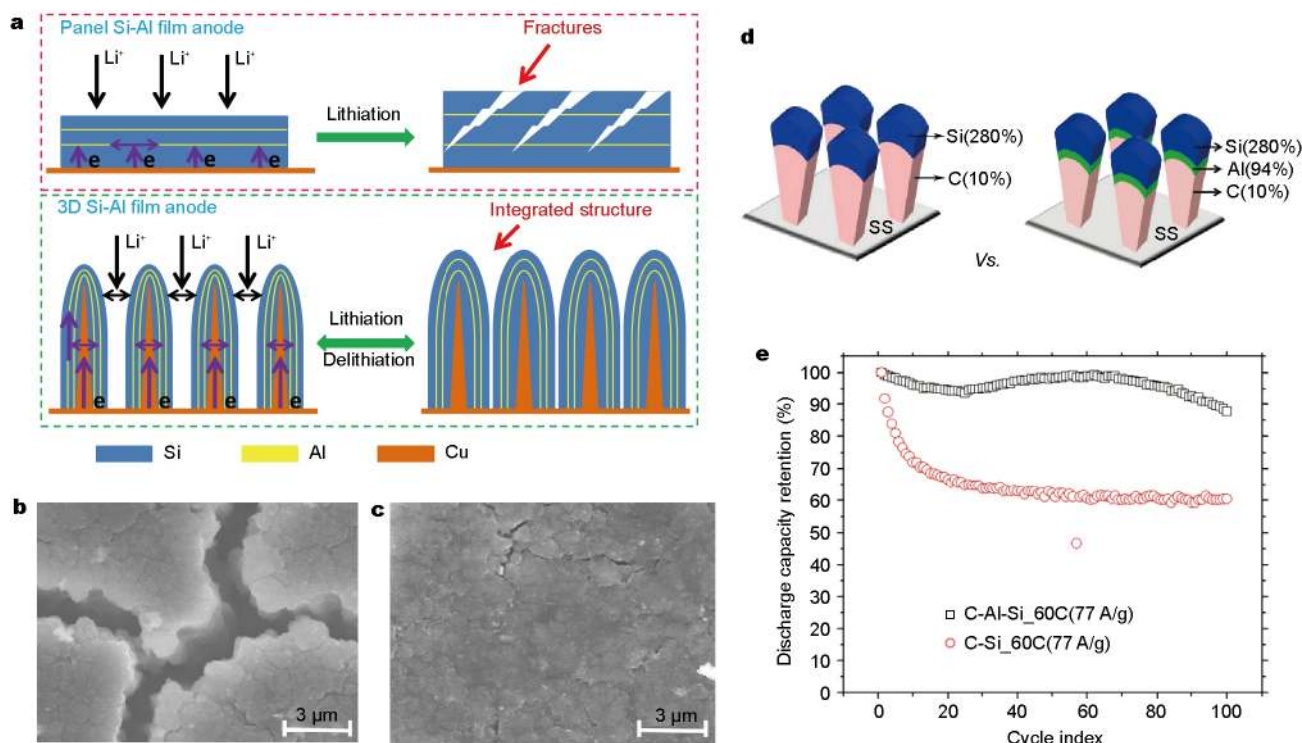 a
Panel Si-Al film anode
Li⁺ Li⁺ Li⁺
e e e e
Lithiation
Fractures
3D Si-Al film anode
Li⁺ Li⁺ Li⁺
e e e e
Lithiation
Delithiation
Integrated structure
Si Al Cu
b
3 μm
c
3 μm
d
Si(280%)
C(10%)
SS
Vs.
Si(280%)
Al(94%)
C(10%)
SS
e
Discharge capacity retention (%)
100
90
80
70
60
50
40
30
20
10
0
C-Al-Si_60C(77 A/g)
C-Si_60C(77 A/g)
0 20 40 60 80 100
Cycle index